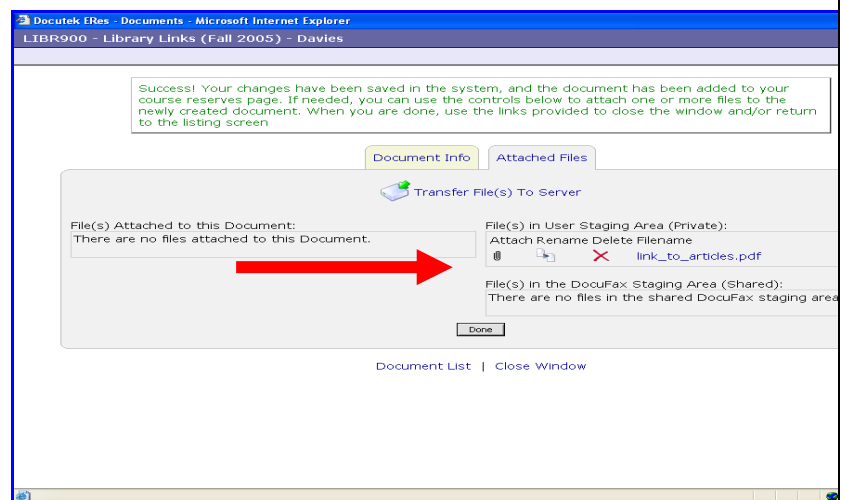 Docutek ERes - Documents - Microsoft Internet Explorer
LIBR900 - Library Links (Fall 2005) - Davies
Success! Your changes have been saved in the system, and the document has been added to your
course reserves page. If needed, you can use the controls below to attach one or more files to the
newly created document. When you are done, use the links provided to close the window and/or return
to the listing screen
Document Info
Attached Files
Transfer File(s) To Server
File(s) Attached to this Document:
There are no files attached to this Document.
File(s) in User Staging Area (Private):
Attach Rename Delete Filename
link_to_articles.pdf
File(s) in the DocuFax Staging Area (Shared):
There are no files in the shared DocuFax staging area
Done
Document List | Close Window